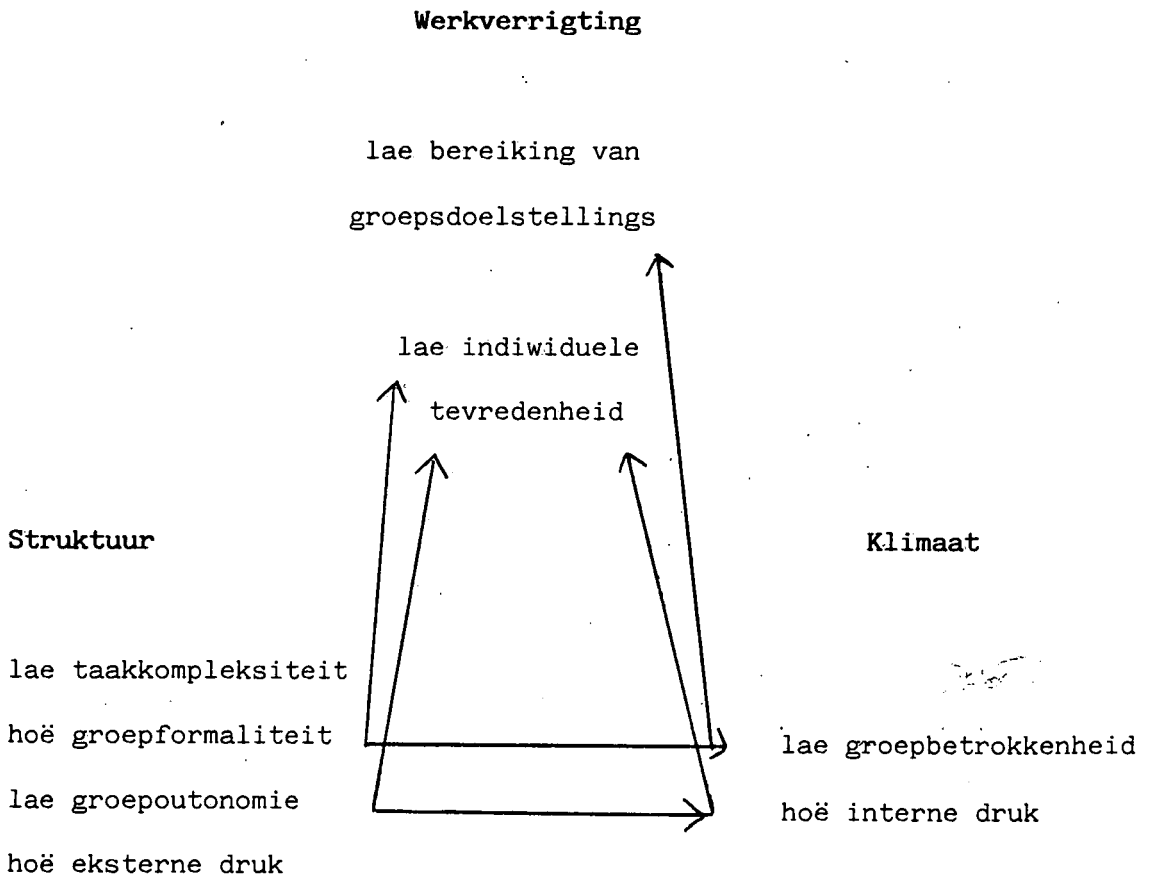 Werkverrigting
lae bereiking van
groepsdoelstellings
lae indiwiduele
tevredenheid
Struktuur
Klimaat
lae taakkompleksiteit
hoë groepformaliteit
lae groepbetrokkenheid
lae groepoutonomie
hoë interne druk
hoë eksterne druk